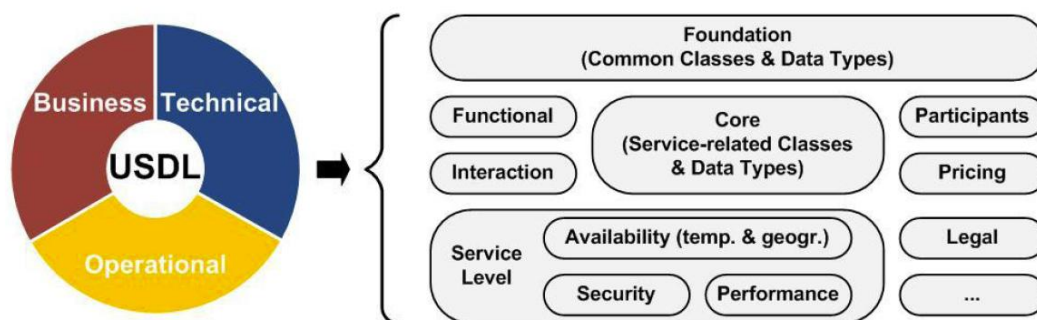 Business
Technical
USDL
Operational
Foundation
(Common Classes & Data Types)
Functional
Interaction
Core
(Service-related Classes
& Data Types)
Participants
Pricing
Service
Level
Availability (temp. & geogr.)
Security
Performance
Legal
...